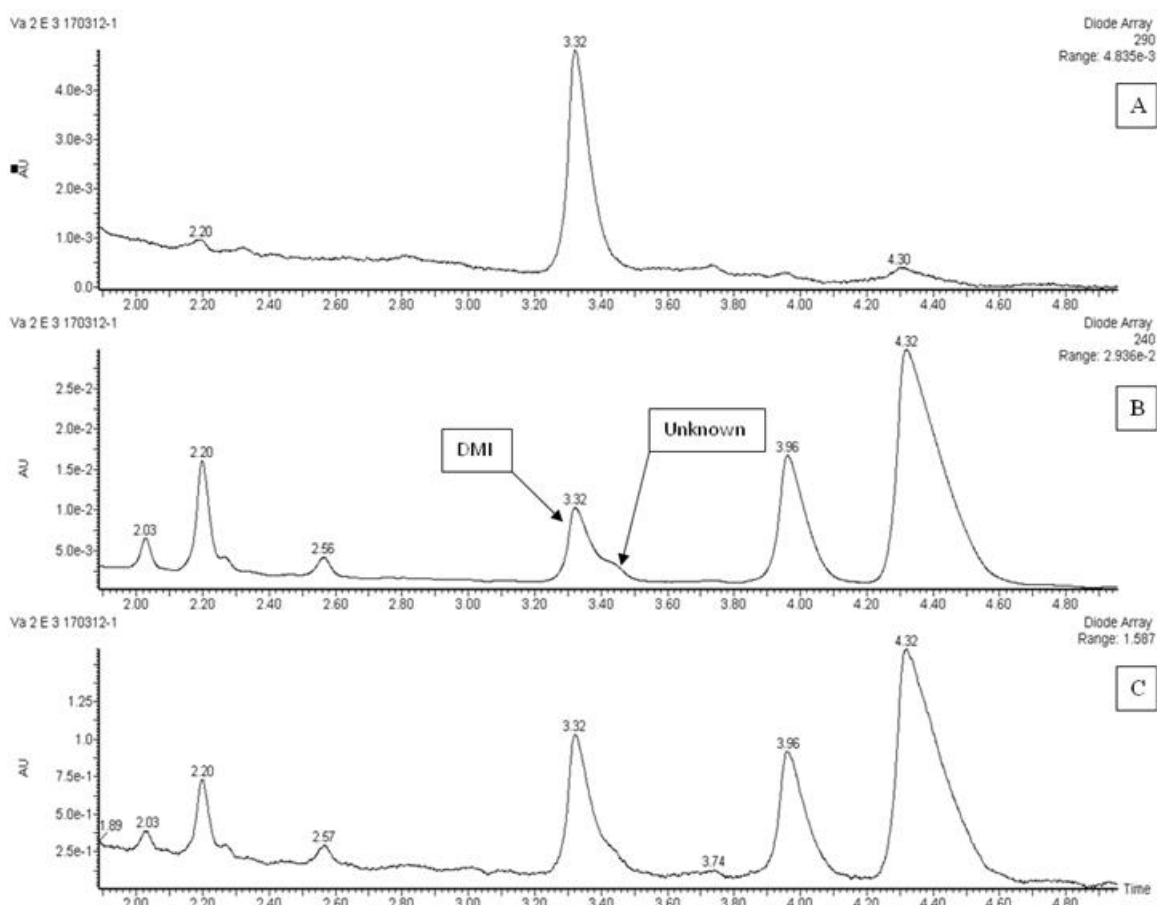 Va 2 E 3 170312-1
Diode Array
290
Range: 4.835e-3
A
3.32
4.0e-3
3.0e-3
AU
2.0e-3
2.20
1.0e-3
4.30
0.0
2.00 2.20 2.40 2.60 2.80 3.00 3.20 3.40 3.60 3.80 4.00 4.20 4.40 4.60 4.80
Va 2 E 3 170312-1
Diode Array
240
Range: 2.936e-2
B
4.32
2.5e-2
Unknown
DMI
2.0e-2
AU
2.20
3.96
1.5e-2
3.32
1.0e-2
2.03
2.56
5.0e-3
2.00 2.20 2.40 2.60 2.80 3.00 3.20 3.40 3.60 3.80 4.00 4.20 4.40 4.60 4.80
Va 2 E 3 170312-1
Diode Array
Range: 1.587
C
4.32
1.25
3.32
1.0
3.96
AU
2.20
7.5e-1
5.0e-1
1.89
2.03
2.57
3.74
2.5e-1
2.00 2.20 2.40 2.60 2.80 3.00 3.20 3.40 3.60 3.80 4.00 4.20 4.40 4.60 4.80
Time